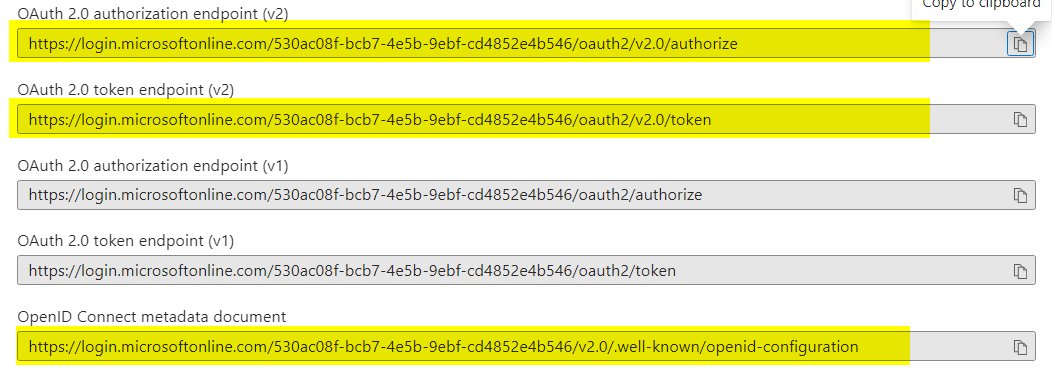 Copy to clipboard
OAuth 2.0 authorization endpoint (v2)
https://login.microsoftonline.com/530ac08f-bcb7-4e5b-9ebf-cd4852e4b546/oauth2/v2.0/authorize
OAuth 2.0 token endpoint (v2)
https://login.microsoftonline.com/530ac08f-bcb7-4e5b-9ebf-cd4852e4b546/oauth2/v2.0/token
OAuth 2.0 authorization endpoint (v1)
https://login.microsoftonline.com/530ac08f-bcb7-4e5b-9ebf-cd4852e4b546/oauth2/authorize
OAuth 2.0 token endpoint (v1)
https://login.microsoftonline.com/530ac08f-bcb7-4e5b-9ebf-cd4852e4b546/oauth2/token
OpenID Connect metadata document
https://login.microsoftonline.com/530ac08f-bcb7-4e5b-9ebf-cd4852e4b546/v2.0/.well-known/openid-configuration